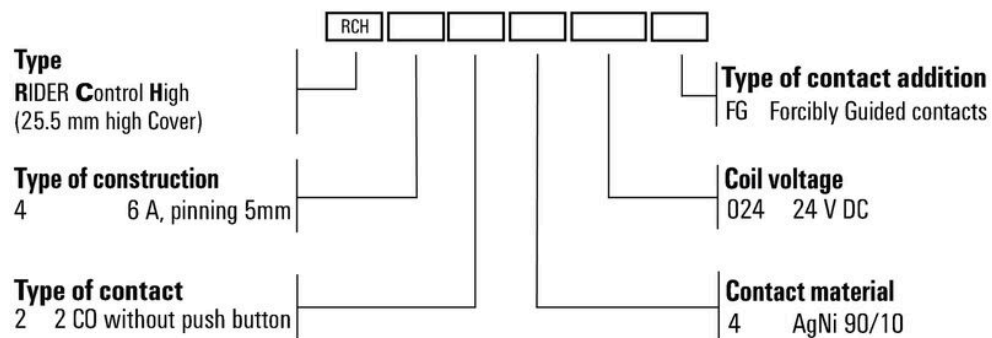 RCH
Type
RIDER Control High
(25.5 mm high Cover)
Type of construction
4 6 A, pinning 5mm
Type of contact
2 2 CO without push button
Type of contact addition
FG Forcibly Guided contacts
Coil voltage
024 24 V DC
Contact material
4 AgNi 90/10